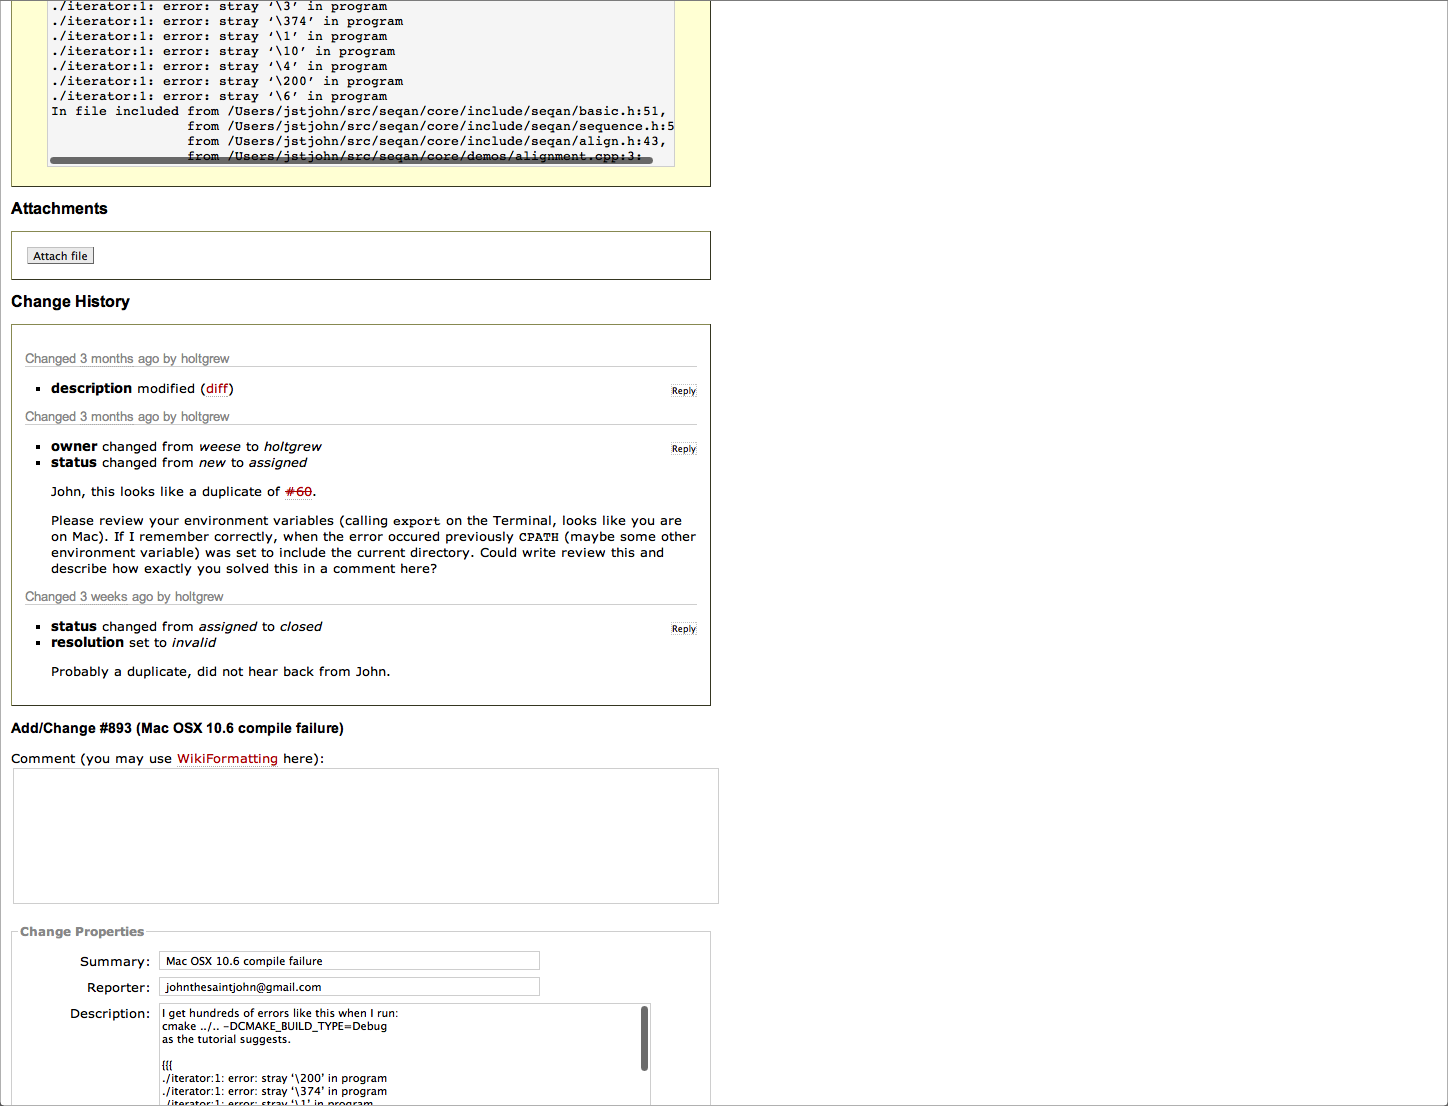 ./iterator:1: error: stray ‘\3’ in program
./iterator:1: error: stray ‘\374’ in program
./iterator:1: error: stray ‘\1’ in program
./iterator:1: error: stray ‘\10’ in program
./iterator:1: error: stray ‘\4’ in program
./iterator:1: error: stray ‘\200’ in program
./iterator:1: error: stray ‘\6’ in program
In file included from /Users/jstjohn/src/seqan/core/include/seqan/basic.h:51,
from /Users/jstjohn/src/seqan/core/include/seqan/sequence.h:5
from /Users/jstjohn/src/seqan/core/include/seqan/align.h:43,
from /Users/jstjohn/src/seqan/core/demos/alignment.cpp:3:
Attachments
Attach file
Change History
Changed 3 months ago by holtgrew
description modified (diff)
Reply
Changed 3 months ago by holtgrew
owner changed from weese to holtgrew
Reply
status changed from new to assigned
John, this looks like a duplicate of #60.
Please review your environment variables (calling export on the Terminal, looks like you are
on Mac). If I remember correctly, when the error occured previously CPATH (maybe some other
environment variable) was set to include the current directory. Could write review this and
describe how exactly you solved this in a comment here?
Changed 3 weeks ago by holtgrew
status changed from assigned to closed
Reply
resolution set to invalid
Probably a duplicate, did not hear back from John.
Add/Change #893 (Mac OSX 10.6 compile failure)
Comment (you may use WikiFormatting here):
Change Properties
Summary: Mac OSX 10.6 compile failure
Reporter: johnthesaintjohn@gmail.com
Description: I get hundreds of errors like this when I run:
cmake ../.. -DCMAKE_BUILD_TYPE=Debug
as the tutorial suggests.
{{{
./iterator:1: error: stray ‘\200’ in program
./iterator:1: error: stray ‘\374’ in program
./iterator:1: error: stray ‘\1’ in program